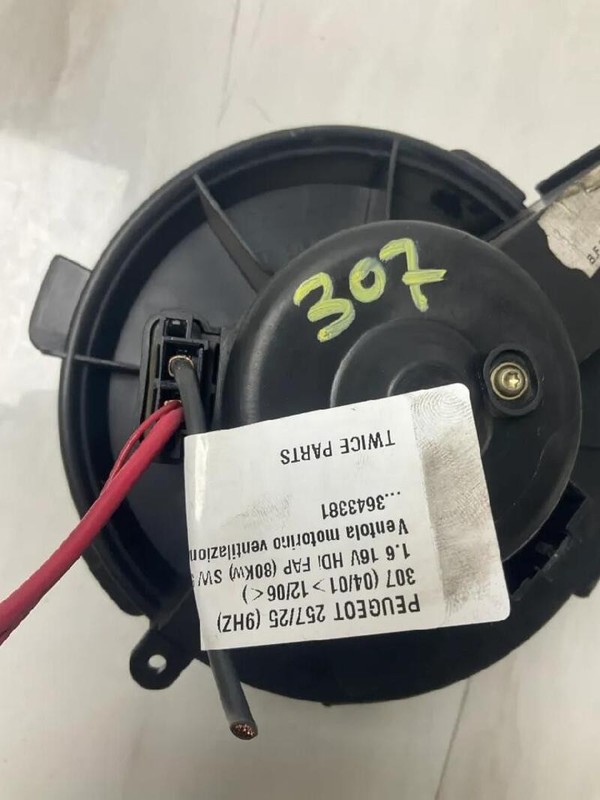 307
PEUGEOT 257/25 (9HZ)
307 (04/01 > 12/06 <)
1.6 16V HDi FAP (80Kw) SW
Ventola motorino ventilazion
...3643381
TWICE PARTS